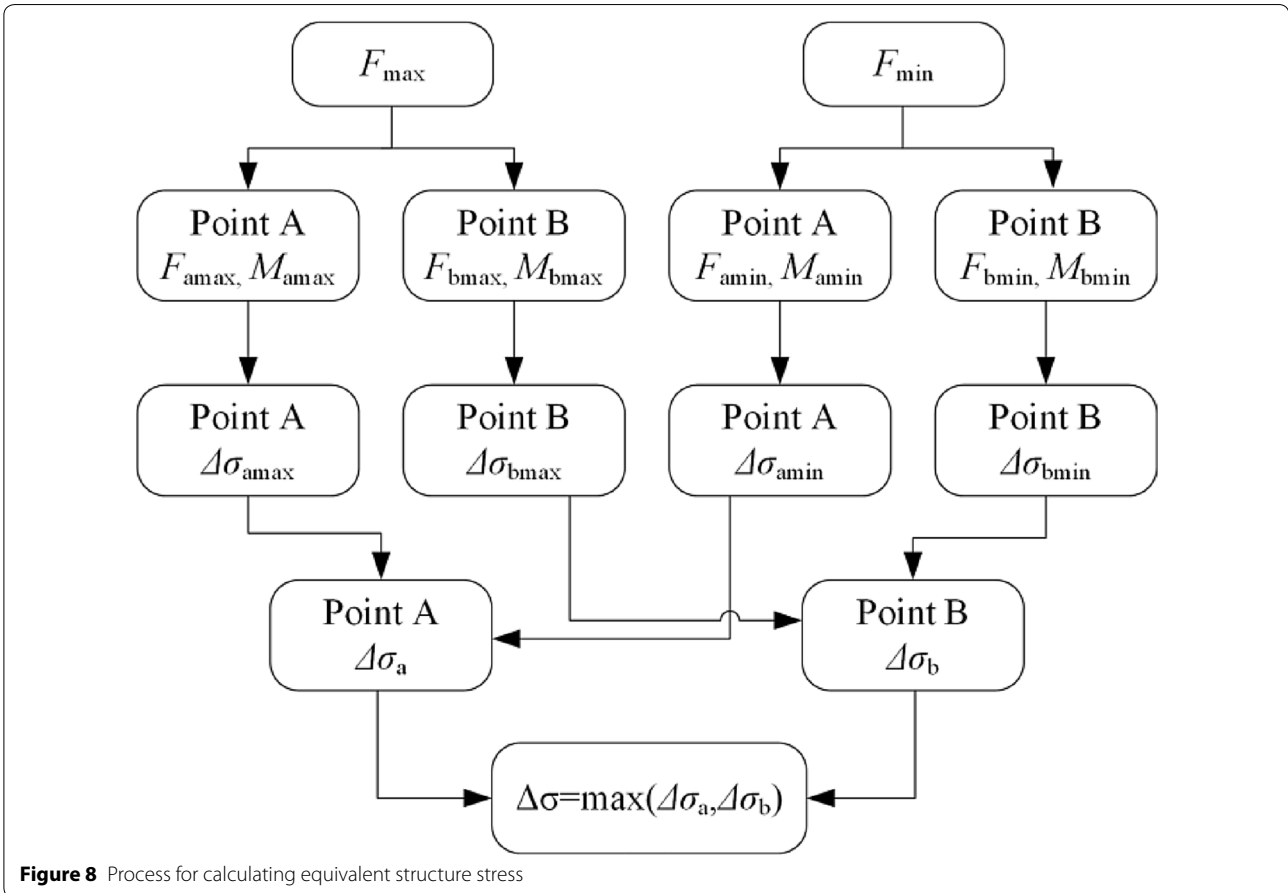 F_max
F_min
Point A
F_amax, M_amax
Point B
F_bmax, M_bmax
Point A
F_amin, M_amin
Point B
F_bmin, M_bmin
Point A
Δσ_amax
Point B
Δσ_bmax
Point A
Δσ_amin
Point B
Δσ_bmin
Point A
Δσ_a
Point B
Δσ_b
Δσ=max(Δσ_a,Δσ_b)
Figure 8 Process for calculating equivalent structure stress